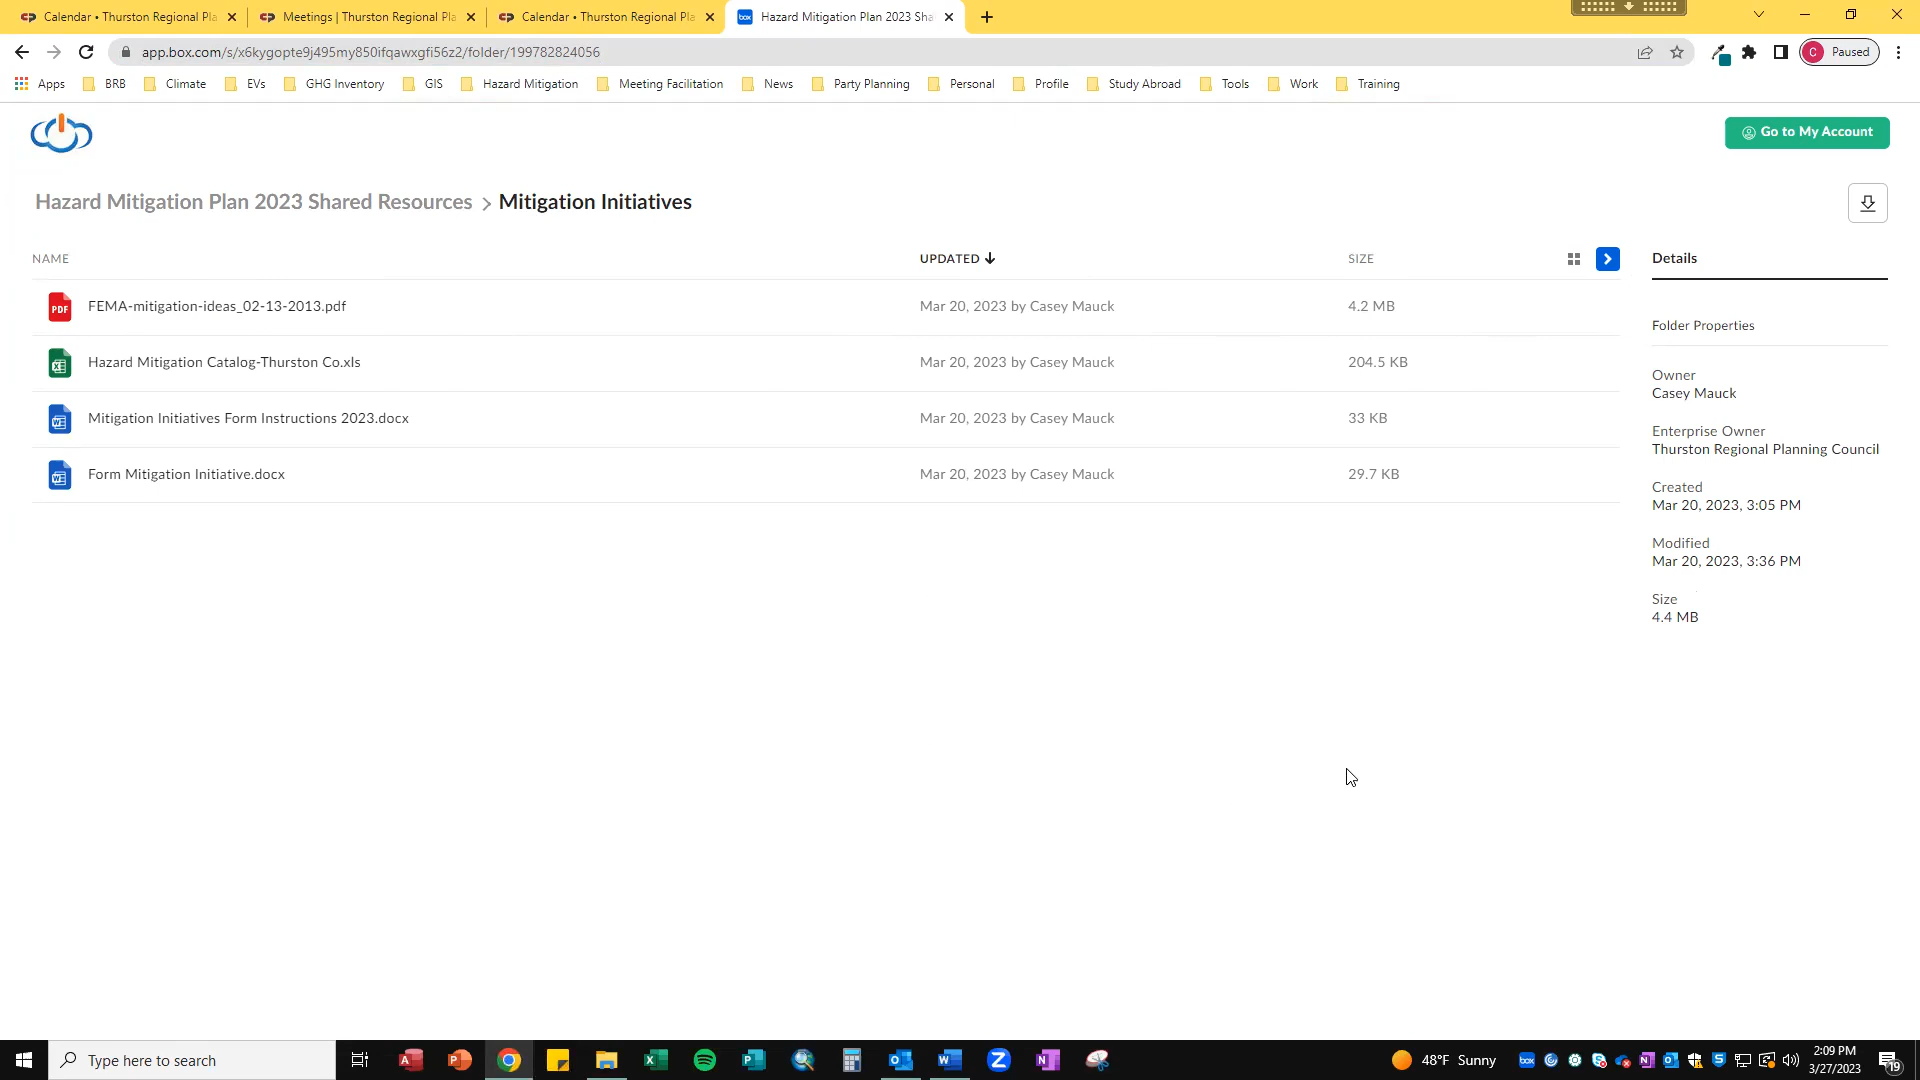 Calendar • Thurston Regional Pla
Meetings | Thurston Regional Pla
Calendar • Thurston Regional Pla
box
Hazard Mitigation Plan 2023 Sha
app.box.com/s/x6kygopte9j495my850ifqawxgfi56z2/folder/199782824056
C Paused
Apps BRB Climate EVs GHG Inventory GIS Hazard Mitigation Meeting Facilitation News Party Planning Personal Profile Study Abroad Tools Work Training
Go to My Account
Hazard Mitigation Plan 2023 Shared Resources > Mitigation Initiatives
NAME UPDATED SIZE
Details
PDF FEMA-mitigation-ideas_02-13-2013.pdf Mar 20, 2023 by Casey Mauck 4.2 MB
Hazard Mitigation Catalog-Thurston Co.xls Mar 20, 2023 by Casey Mauck 204.5 KB
Mitigation Initiatives Form Instructions 2023.docx Mar 20, 2023 by Casey Mauck 33 KB
Form Mitigation Initiative.docx Mar 20, 2023 by Casey Mauck 29.7 KB
Folder Properties
Owner
Casey Mauck
Enterprise Owner
Thurston Regional Planning Council
Created
Mar 20, 2023, 3:05 PM
Modified
Mar 20, 2023, 3:36 PM
Size
4.4 MB
Type here to search
48°F Sunny
2:09 PM
3/27/2023
19